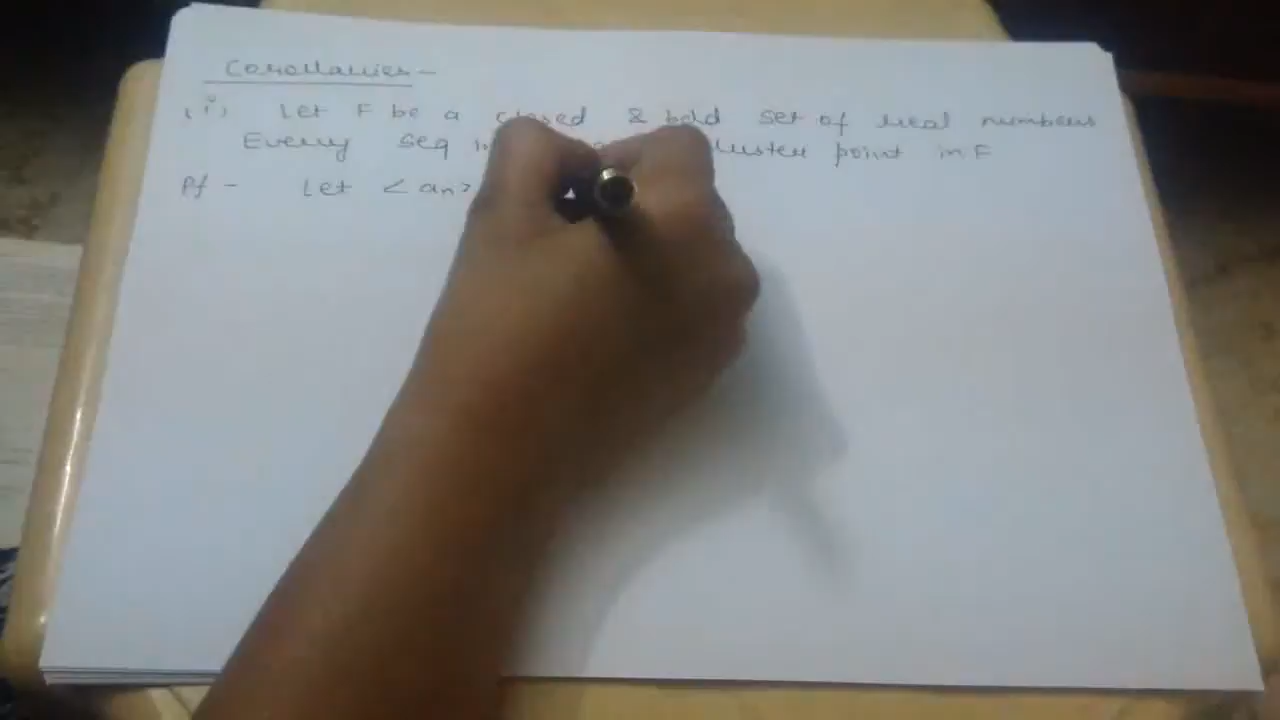 Corollaries -
(i) Let F be a closed & bdd set of real numbers
Every seq cluster point in F
Pf - Let < an >